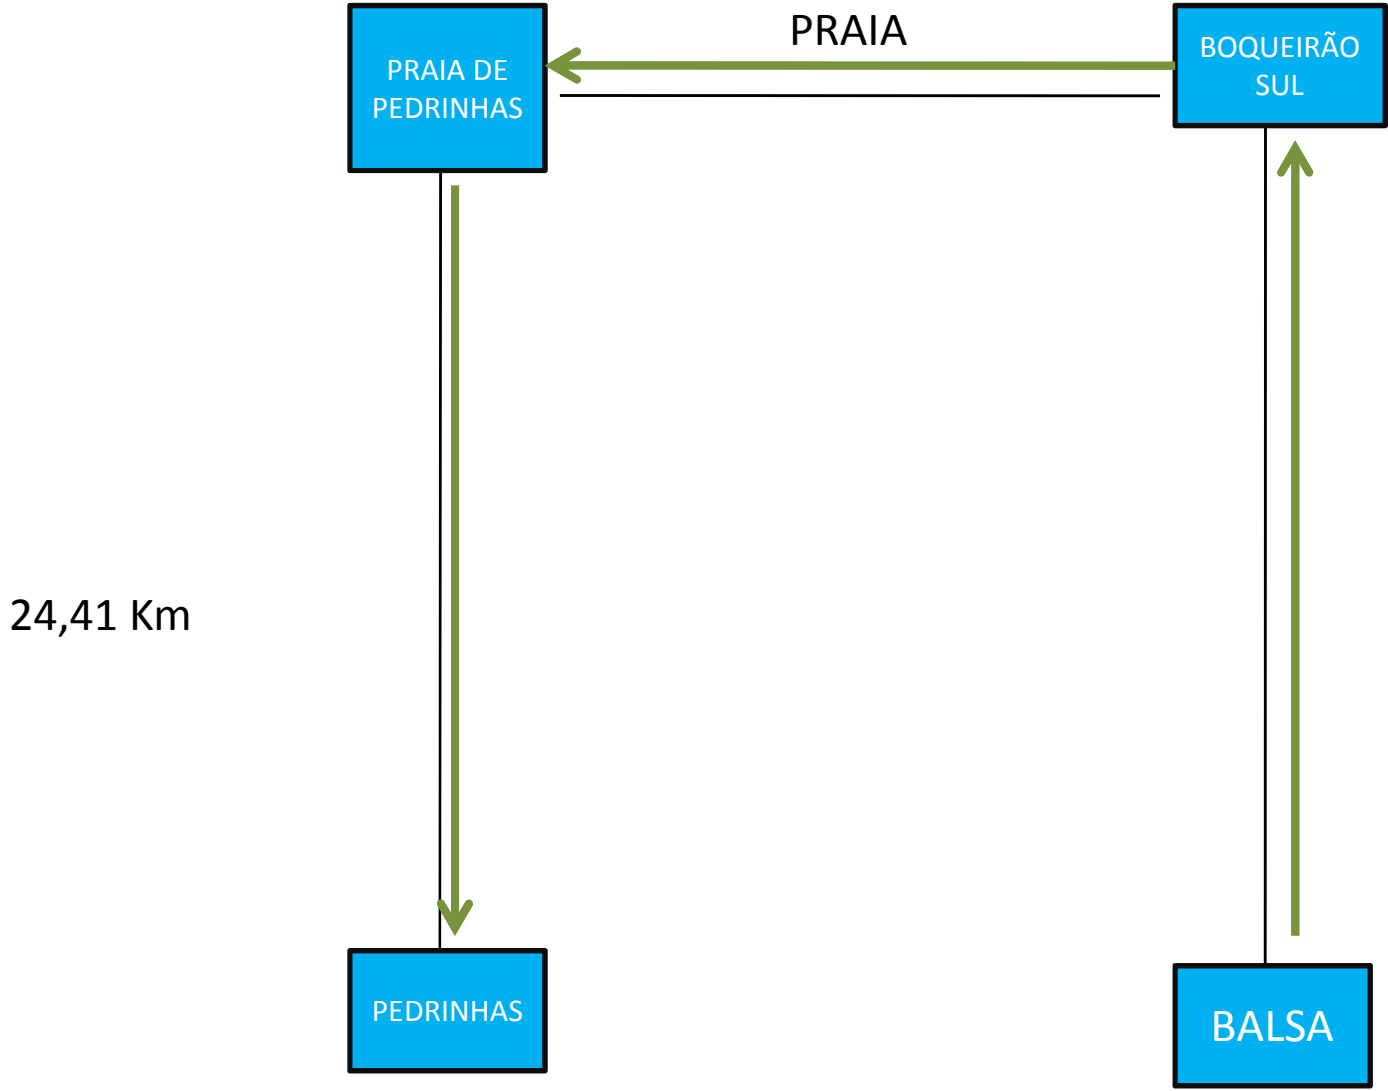 PRAIA
PRAIA DE
PEDRINHAS
BOQUEIRÃO
SUL
24,41 Km
PEDRINHAS
BALSA